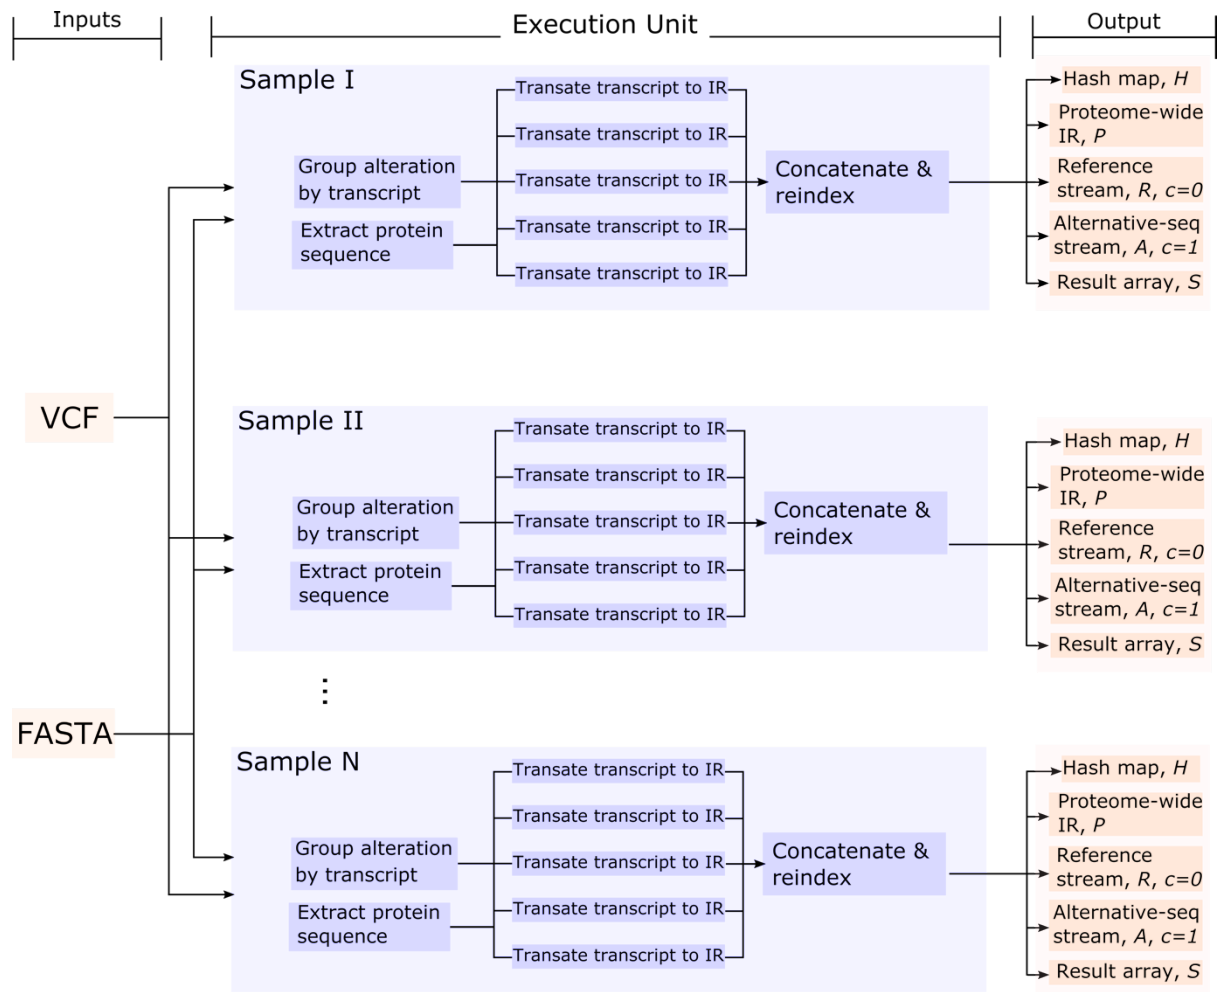 Inputs
Execution Unit
Output
Sample I
Group alteration
by transcript
Extract protein
sequence
Transate transcript to IR
Transate transcript to IR
Transate transcript to IR
Transate transcript to IR
Transate transcript to IR
Concatenate &
reindex
Hash map, H
Proteome-wide
IR, P
Reference
stream, R, c=0
Alternative-seq
stream, A, c=1
Result array, S
VCF
FASTA
Sample II
Group alteration
by transcript
Extract protein
sequence
Transate transcript to IR
Transate transcript to IR
Transate transcript to IR
Transate transcript to IR
Transate transcript to IR
Concatenate &
reindex
Hash map, H
Proteome-wide
IR, P
Reference
stream, R, c=0
Alternative-seq
stream, A, c=1
Result array, S
...
Sample N
Group alteration
by transcript
Extract protein
sequence
Transate transcript to IR
Transate transcript to IR
Transate transcript to IR
Transate transcript to IR
Transate transcript to IR
Concatenate &
reindex
Hash map, H
Proteome-wide
IR, P
Reference
stream, R, c=0
Alternative-seq
stream, A, c=1
Result array, S